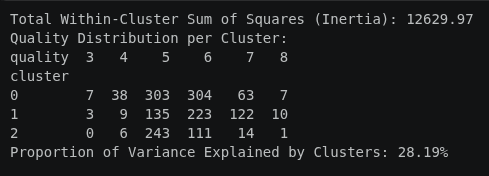 Total Within-Cluster Sum of Squares (Inertia): 12629.97
Quality Distribution per Cluster:
quality  3   4    5    6    7   8
cluster
0        7  38  303  304   63   7
1        3   9  135  223  122  10
2        0   6  243  111   14   1
Proportion of Variance Explained by Clusters: 28.19%